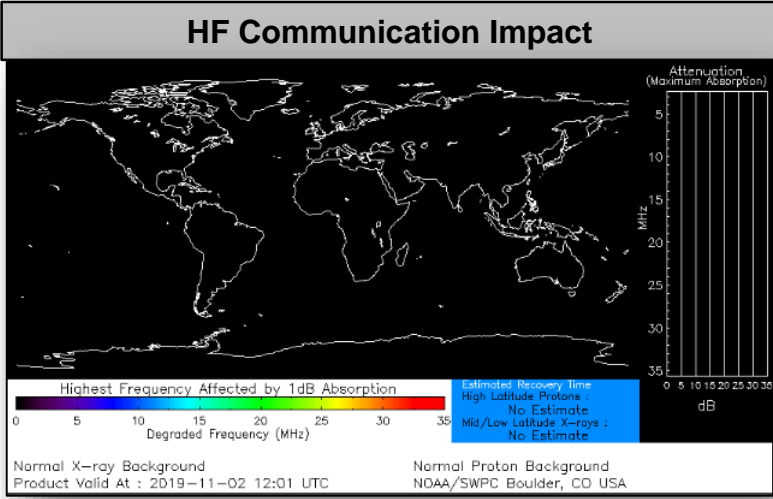 HF Communication Impact
Attenuation
(Maximum Absorption)
5
10
15
20
25
30
35
MHz
0 5 10 15 20 25 30 35
dB
Highest Frequency Affected by 1dB Absorption
0 5 10 15 20 25 30 35
Degraded Frequency (MHz)
Estimated Recovery Time
High Latitude Protons :
No Estimate
Mid/Low Latitude X-rays :
No Estimate
Normal X-ray Background
Normal Proton Background
Product Valid At : 2019-11-02 12:01 UTC
NOAA/SWPC Boulder, CO USA